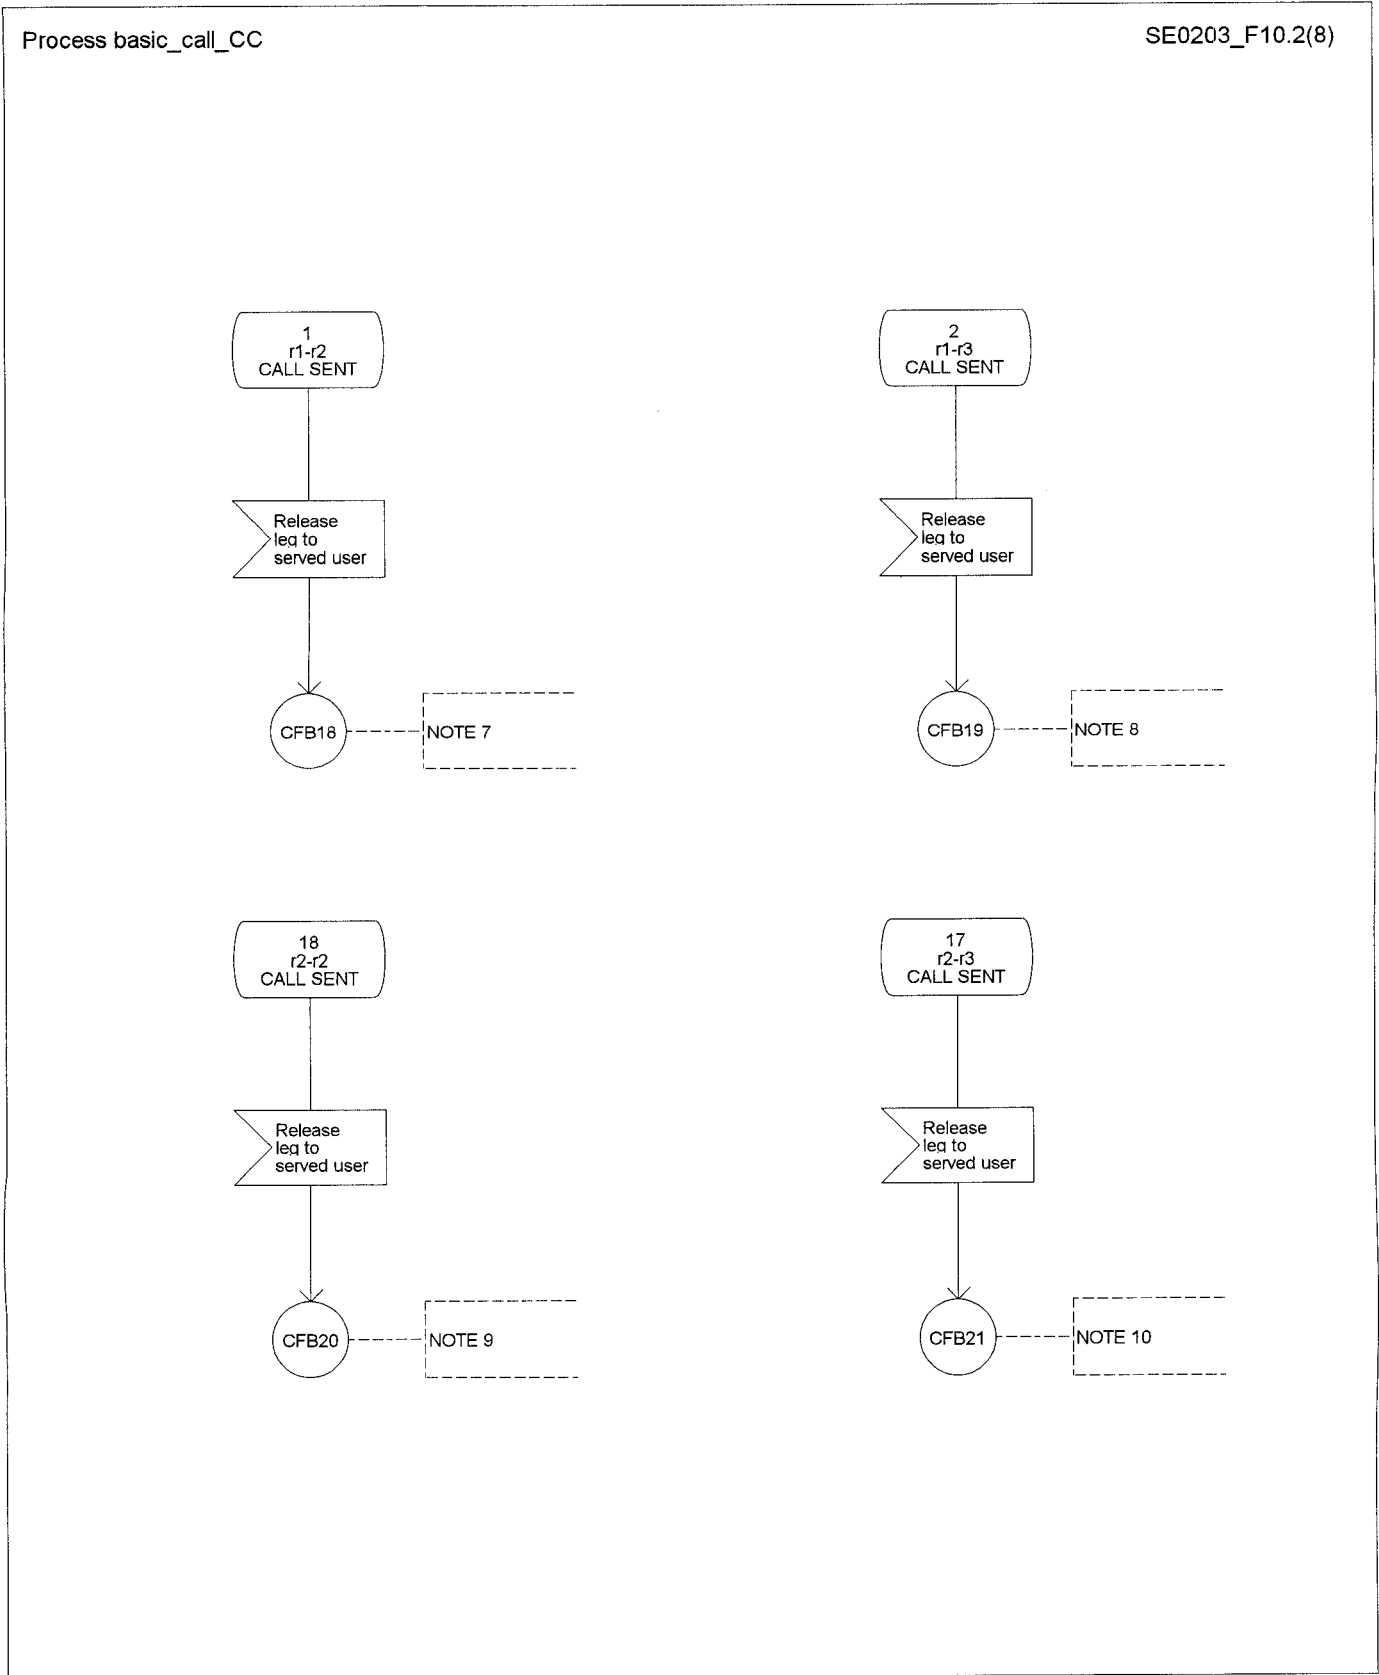 Process basic_call_CC
SE0203_F10.2(8)
1
r1-r2
CALL SENT
Release
leg to
served user
CFB18
NOTE 7
2
r1-r3
CALL SENT
Release
leg to
served user
CFB19
NOTE 8
18
r2-r2
CALL SENT
Release
leg to
served user
CFB20
NOTE 9
17
r2-r3
CALL SENT
Release
leg to
served user
CFB21
NOTE 10